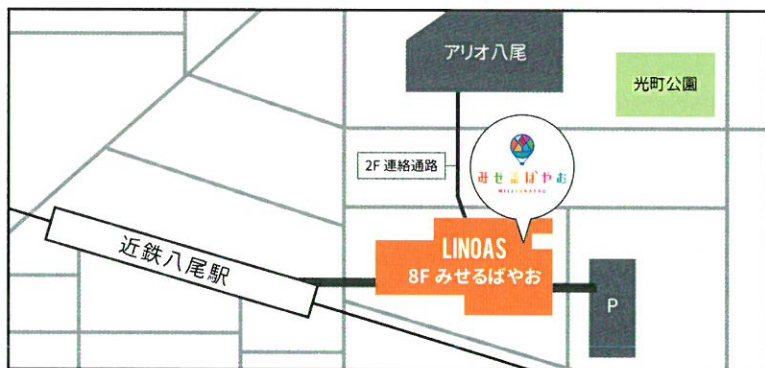 アリオ八尾
光町公園
2F 連絡通路
みせるばやお
MISERUBAYAO
近鉄八尾駅
LINOAS
8F みせるばやお
P